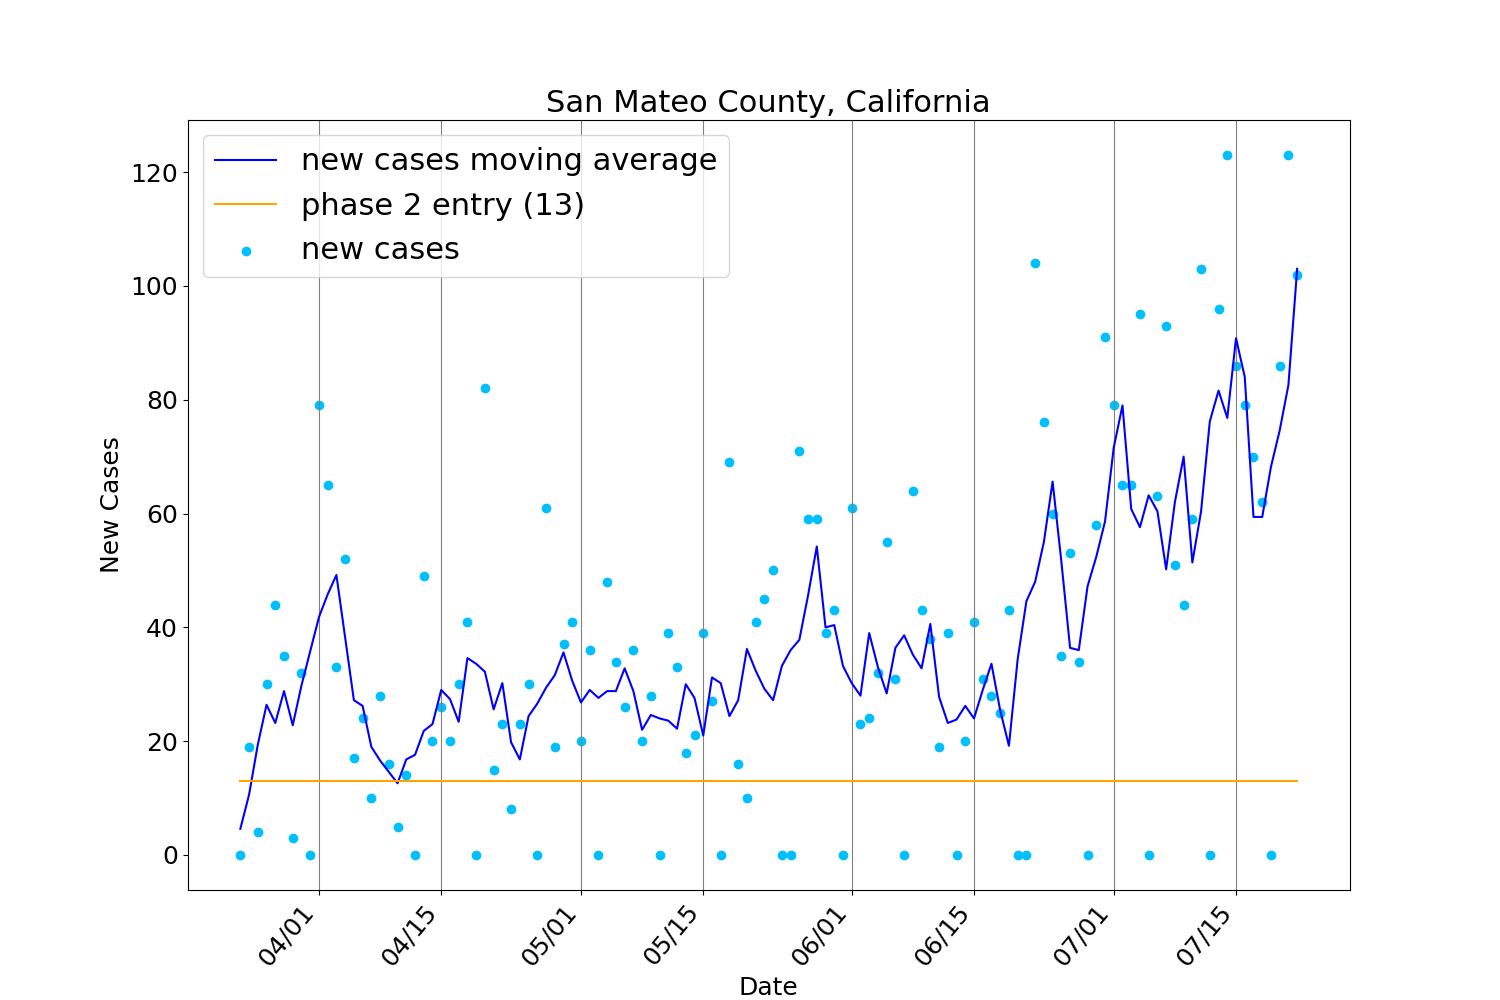 San Mateo County, California
new cases moving average
phase 2 entry (13)
new cases
New Cases
120
100
80
60
40
20
0
04/01
04/15
05/01
05/15
06/01
06/15
07/01
07/15
Date